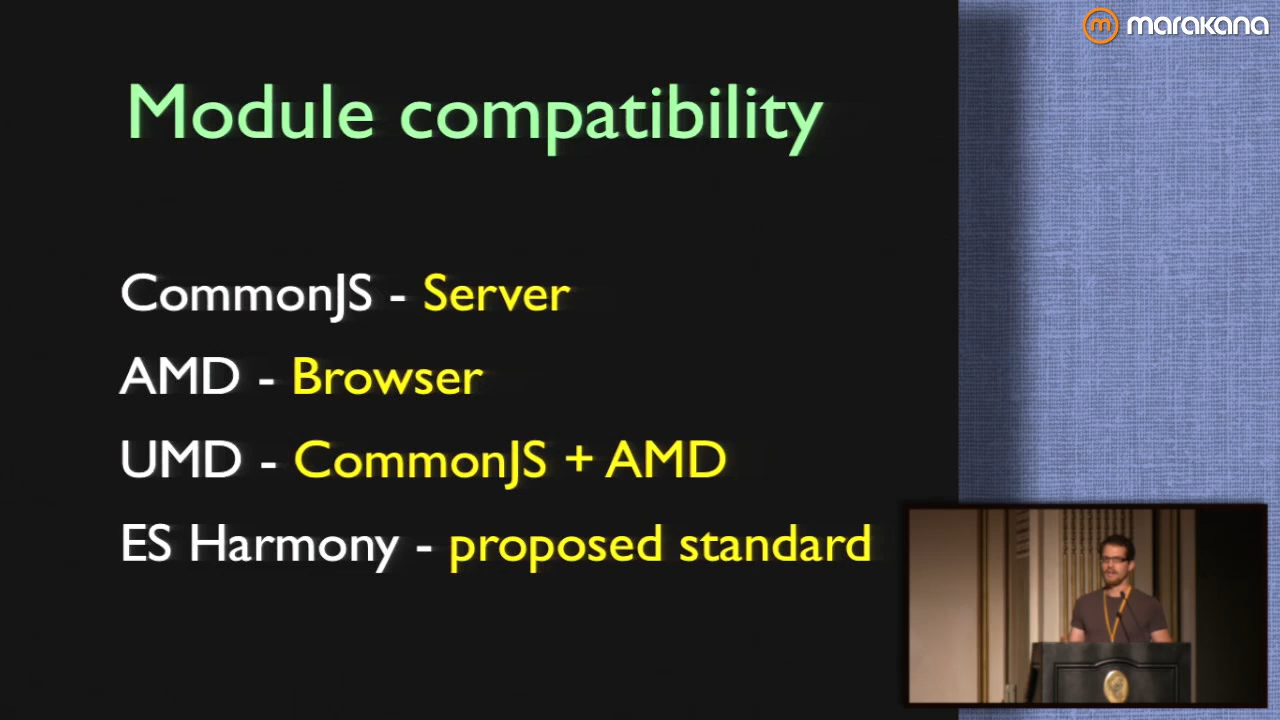 marakana
Module compatibility
CommonJS - Server
AMD - Browser
UMD - CommonJS + AMD
ES Harmony - proposed standard